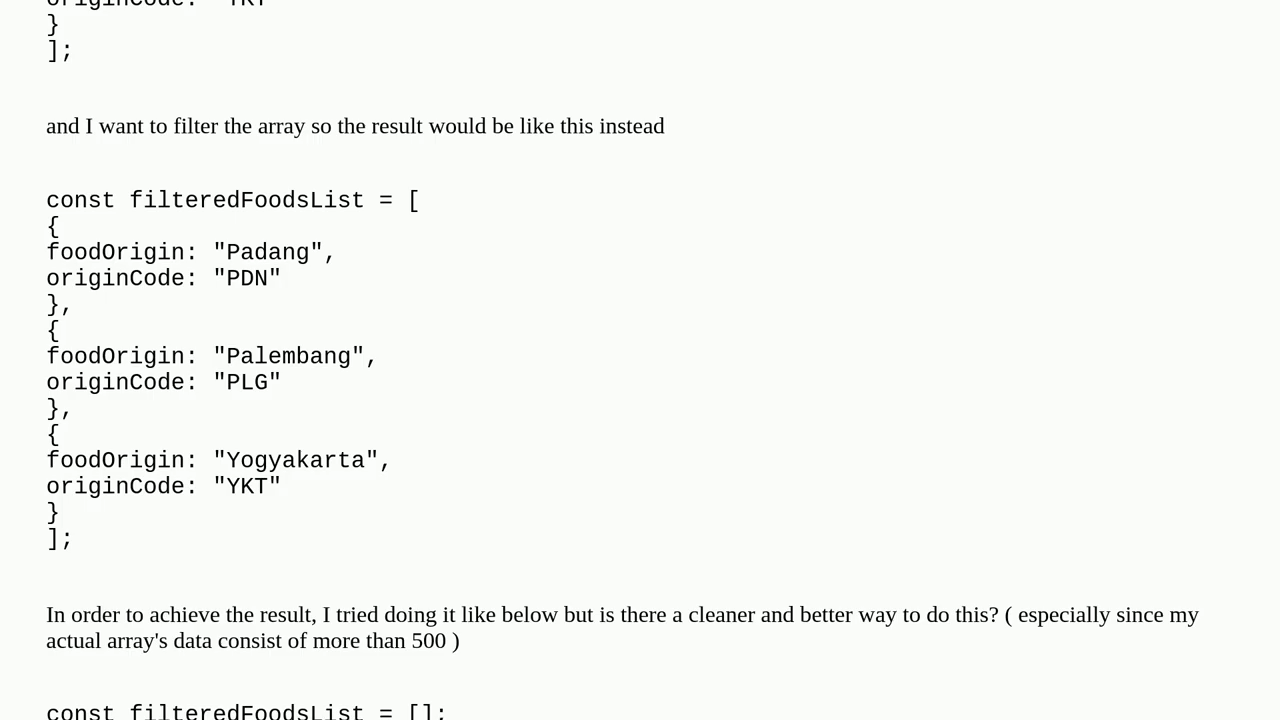 originCode: "YKT"
}
];
and I want to filter the array so the result would be like this instead
const filteredFoodsList = [
{
foodOrigin: "Padang",
originCode: "PDN"
},
{
foodOrigin: "Palembang",
originCode: "PLG"
},
{
foodOrigin: "Yogyakarta",
originCode: "YKT"
}
];
In order to achieve the result, I tried doing it like below but is there a cleaner and better way to do this? ( especially since my
actual array's data consist of more than 500 )
const filteredFoodsList = [];